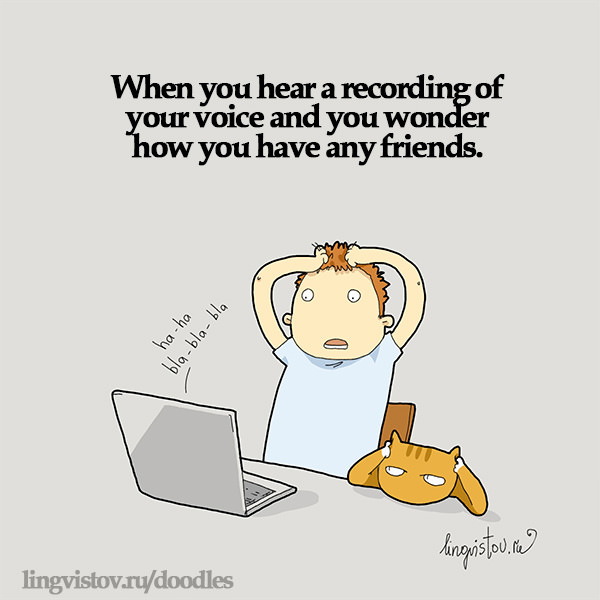 When you hear a recording of
your voice and you wonder
how you have any friends.
ha-ha
bla-bla-bla
lingvistov.ru
lingvistov.ru/doodles